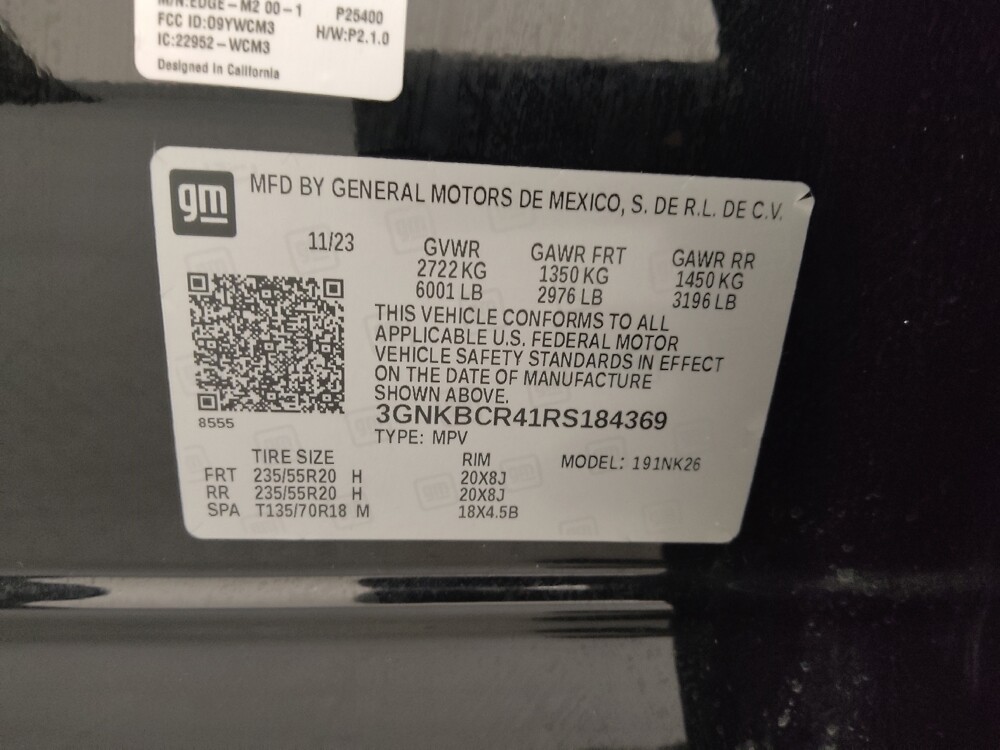 M/N:EDGE-M2 00-1 P25400
FCC ID:O9YWCM3 H/W:P2.1.0
IC:22952-WCM3
Designed in California
gm
MFD BY GENERAL MOTORS DE MEXICO, S. DE R.L. DE C.V.
11/23
GVWR GAWR FRT GAWR RR
2722 KG 1350 KG 1450 KG
6001 LB 2976 LB 3196 LB
THIS VEHICLE CONFORMS TO ALL
APPLICABLE U.S. FEDERAL MOTOR
VEHICLE SAFETY STANDARDS IN EFFECT
ON THE DATE OF MANUFACTURE
SHOWN ABOVE.
3GNKBCR41RS184369
8555
TYPE: MPV
TIRE SIZE RIM MODEL: 191NK26
FRT 235/55R20 H 20X8J
RR 235/55R20 H 20X8J
SPA T135/70R18 M 18X4.5B